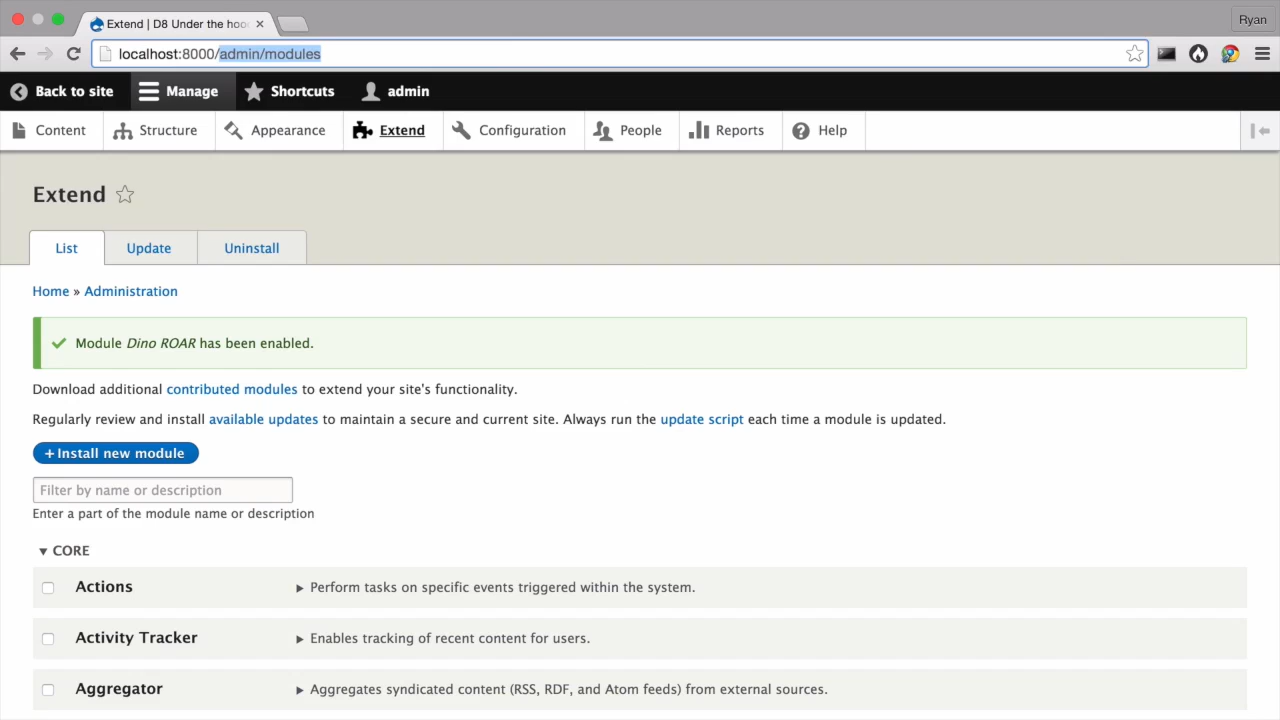 Extend | D8 Under the hoo
Ryan
localhost:8000/admin/modules
Back to site Manage Shortcuts admin
Content Structure Appearance Extend Configuration People Reports Help
Extend
List Update Uninstall
Home » Administration
Module Dino ROAR has been enabled.
Download additional contributed modules to extend your site's functionality.
Regularly review and install available updates to maintain a secure and current site. Always run the update script each time a module is updated.
+ Install new module
Filter by name or description
Enter a part of the module name or description
▼ CORE
Actions ► Perform tasks on specific events triggered within the system.
Activity Tracker ► Enables tracking of recent content for users.
Aggregator ► Aggregates syndicated content (RSS, RDF, and Atom feeds) from external sources.